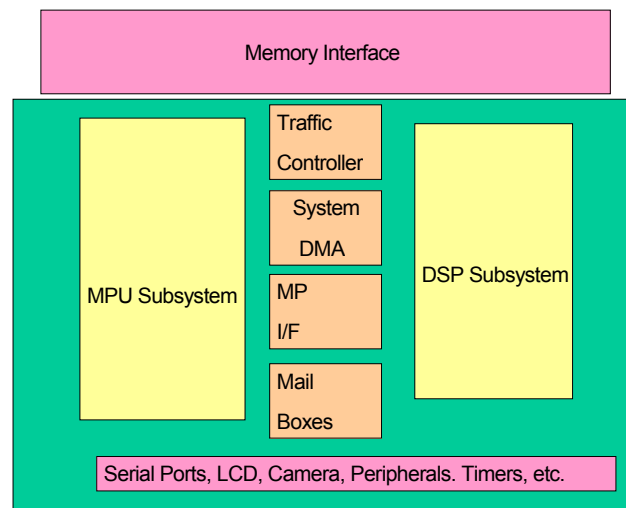 Memory Interface
Traffic
Controller
System
DMA
MPU Subsystem
DSP Subsystem
MP
I/F
Mail
Boxes
Serial Ports, LCD, Camera, Peripherals. Timers, etc.